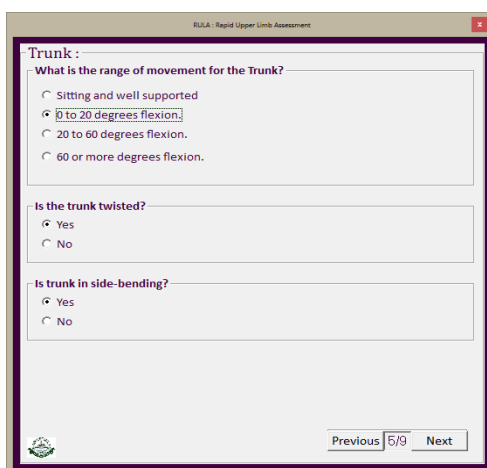 RULA : Rapid Upper Limb Assessment
x
Trunk :
What is the range of movement for the Trunk?
Sitting and well supported
0 to 20 degrees flexion.
20 to 60 degrees flexion.
60 or more degrees flexion.
Is the trunk twisted?
Yes
No
Is trunk in side-bending?
Yes
No
Previous 5/9 Next